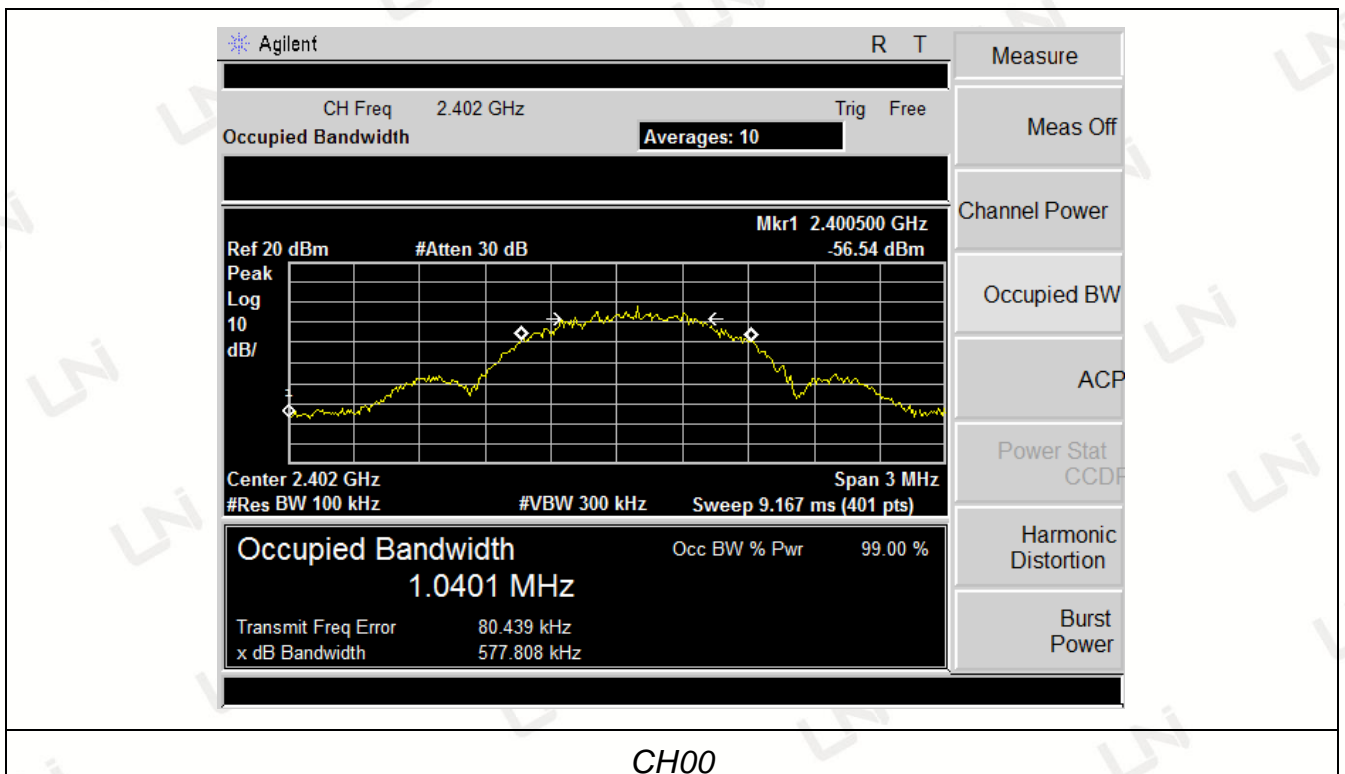 Agilent R T
Measure
CH Freq 2.402 GHz Trig Free
Occupied Bandwidth Averages: 10
Meas Off
Channel Power
Mkr1 2.400500 GHz
Ref 20 dBm #Atten 30 dB -56.54 dBm
Peak
Log
10
dB/
1
Occupied BW
ACP
Center 2.402 GHz Span 3 MHz
#Res BW 100 kHz #VBW 300 kHz Sweep 9.167 ms (401 pts)
Power Stat
CCDF
Occupied Bandwidth Occ BW % Pwr 99.00 %
1.0401 MHz
Transmit Freq Error 80.439 kHz
x dB Bandwidth 577.808 kHz
Harmonic
Distortion
Burst
Power
CH00